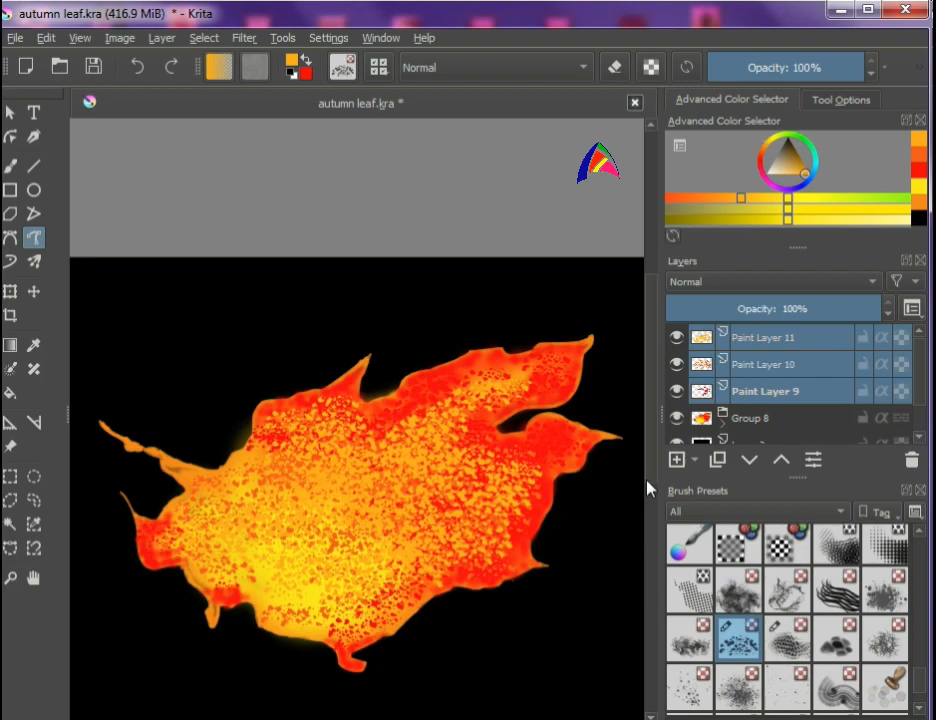 autumn leaf.kra (416.9 MiB) * - Krita
File Edit View Image Layer Select Filter Tools Settings Window Help
Normal
Opacity: 100%
autumn leaf.kra *
Advanced Color Selector
Tool Options
Advanced Color Selector
Layers
Normal
Opacity: 100%
Paint Layer 11
Paint Layer 10
Paint Layer 9
Group 8
Brush Presets
All
Tag